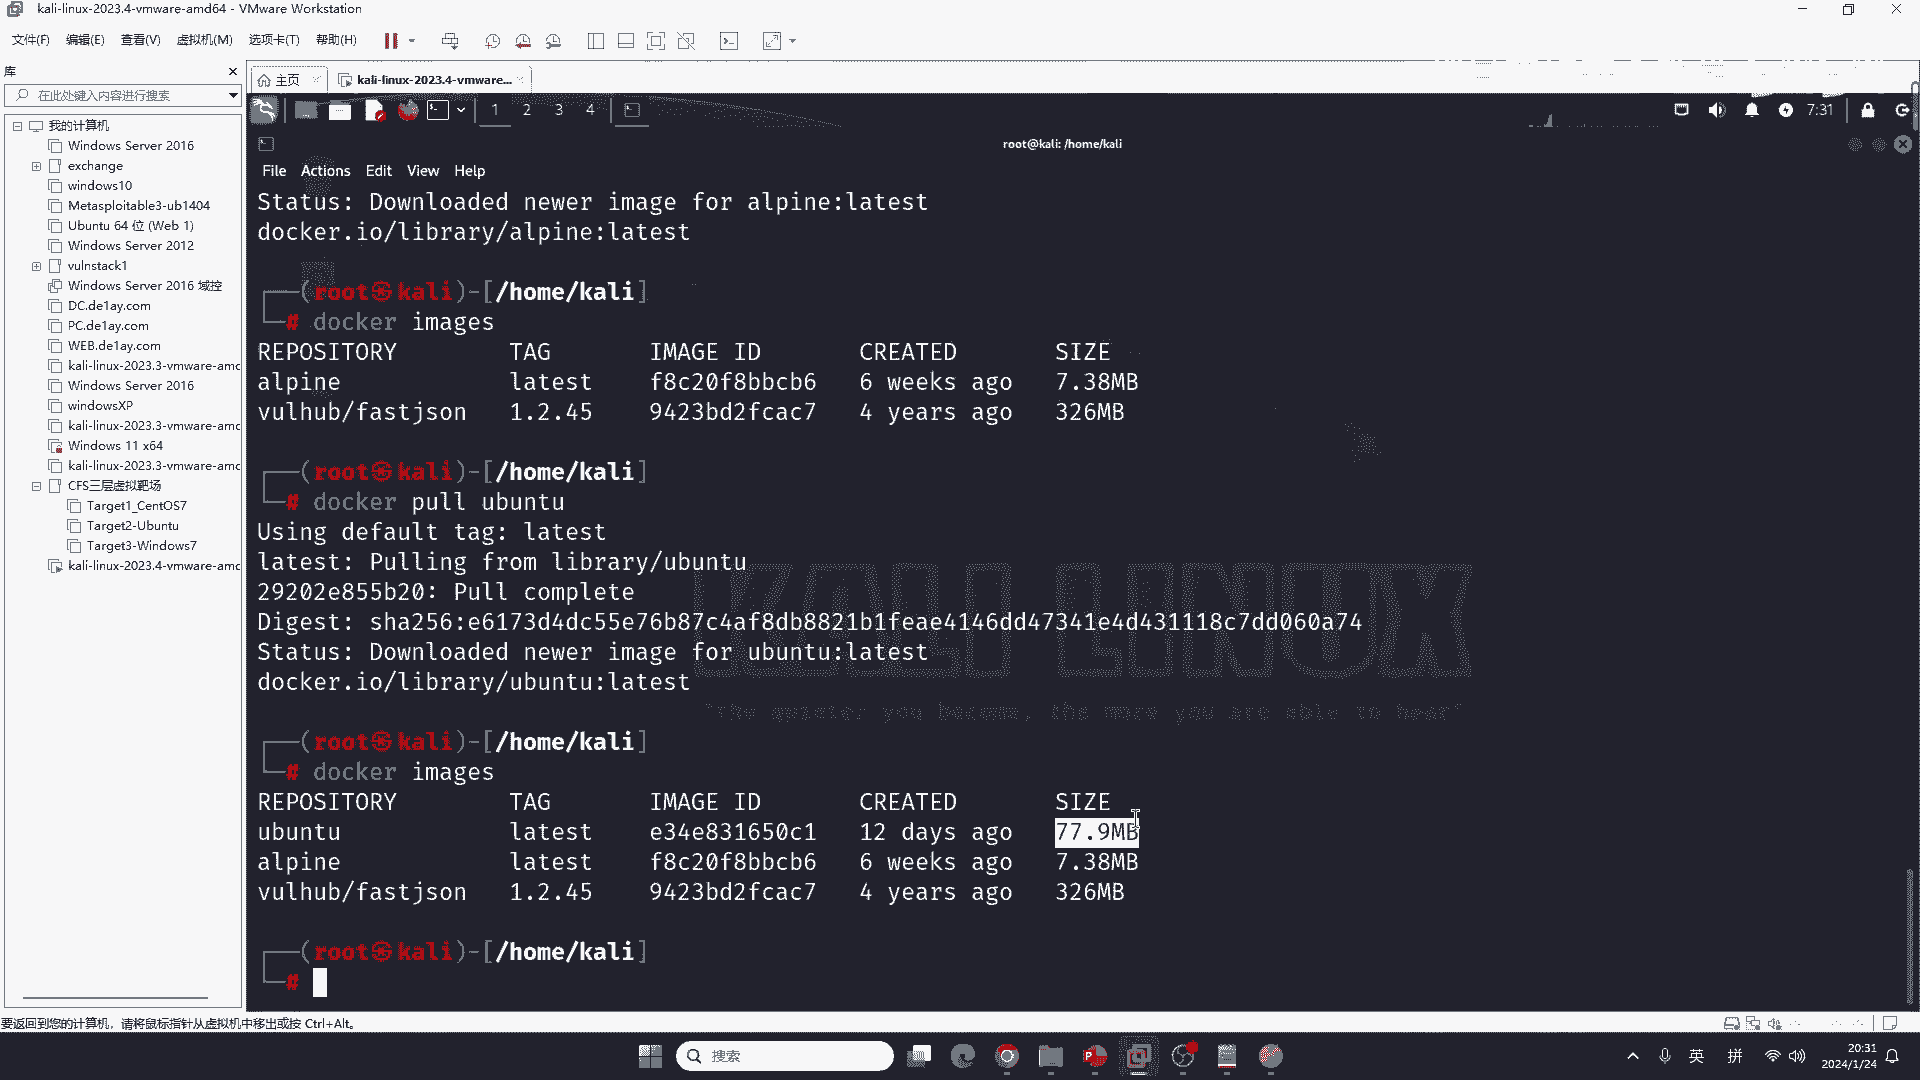 kali-linux-2023.4-vmware-amd64 - VMware Workstation
文件(F) 编辑(E) 查看(V) 虚拟机(M) 选项卡(T) 帮助(H)
库
在此处键入内容进行搜索
我的计算机
Windows Server 2016
exchange
windows10
Metasploitable3-ub1404
Ubuntu 64 位 (Web 1)
Windows Server 2012
vulnstack1
Windows Server 2016 域控
DC.de1ay.com
PC.de1ay.com
WEB.de1ay.com
kali-linux-2023.3-vmware-amd
Windows Server 2016
windowsXP
kali-linux-2023.3-vmware-amd
Windows 11 x64
kali-linux-2023.3-vmware-amd
CFS三层虚拟靶场
Target1_CentOS7
Target2-Ubuntu
Target3-Windows7
kali-linux-2023.4-vmware-amd
主页 kali-linux-2023.4-vmware...
1 2 3 4 7:31
root@kali: /home/kali
File Actions Edit View Help
Status: Downloaded newer image for alpine:latest
docker.io/library/alpine:latest
(root㉿kali)-[/home/kali]
# docker images
REPOSITORY TAG IMAGE ID CREATED SIZE
alpine latest f8c20f8bbcb6 6 weeks ago 7.38MB
vulhub/fastjson 1.2.45 9423bd2fcac7 4 years ago 326MB
(root㉿kali)-[/home/kali]
# docker pull ubuntu
Using default tag: latest
latest: Pulling from library/ubuntu
29202e855b20: Pull complete
Digest: sha256:e6173d4dc55e76b87c4af8db8821b1feae4146dd47341e4d431118c7dd060a74
Status: Downloaded newer image for ubuntu:latest
docker.io/library/ubuntu:latest
KALI LINUX
"the quieter you become, the more you are able to hear"
(root㉿kali)-[/home/kali]
# docker images
REPOSITORY TAG IMAGE ID CREATED SIZE
ubuntu latest e34e831650c1 12 days ago 77.9MB
alpine latest f8c20f8bbcb6 6 weeks ago 7.38MB
vulhub/fastjson 1.2.45 9423bd2fcac7 4 years ago 326MB
(root㉿kali)-[/home/kali]
#
要返回到您的计算机，请将鼠标指针从虚拟机中移出或按 Ctrl+Alt。
搜索
英 拼 20:31
2024/1/24